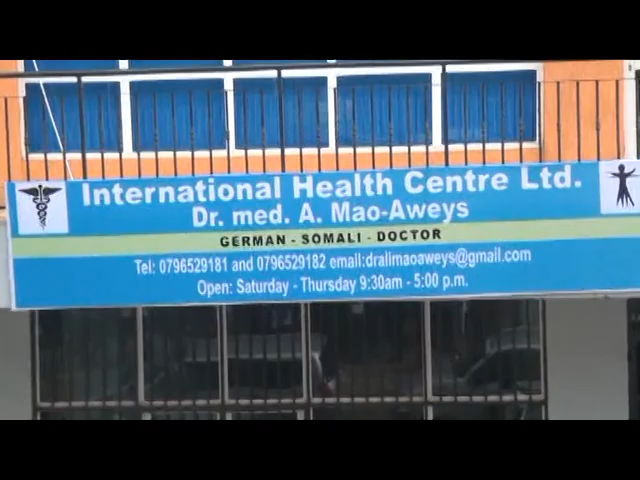 International Health Centre Ltd.
Dr. med. A. Mao-Aweys
GERMAN - SOMALI - DOCTOR
Tel: 0796529181 and 0796529182 email:dralimaoaweys@gmail.com
Open: Saturday - Thursday 9:30am - 5:00 p.m.